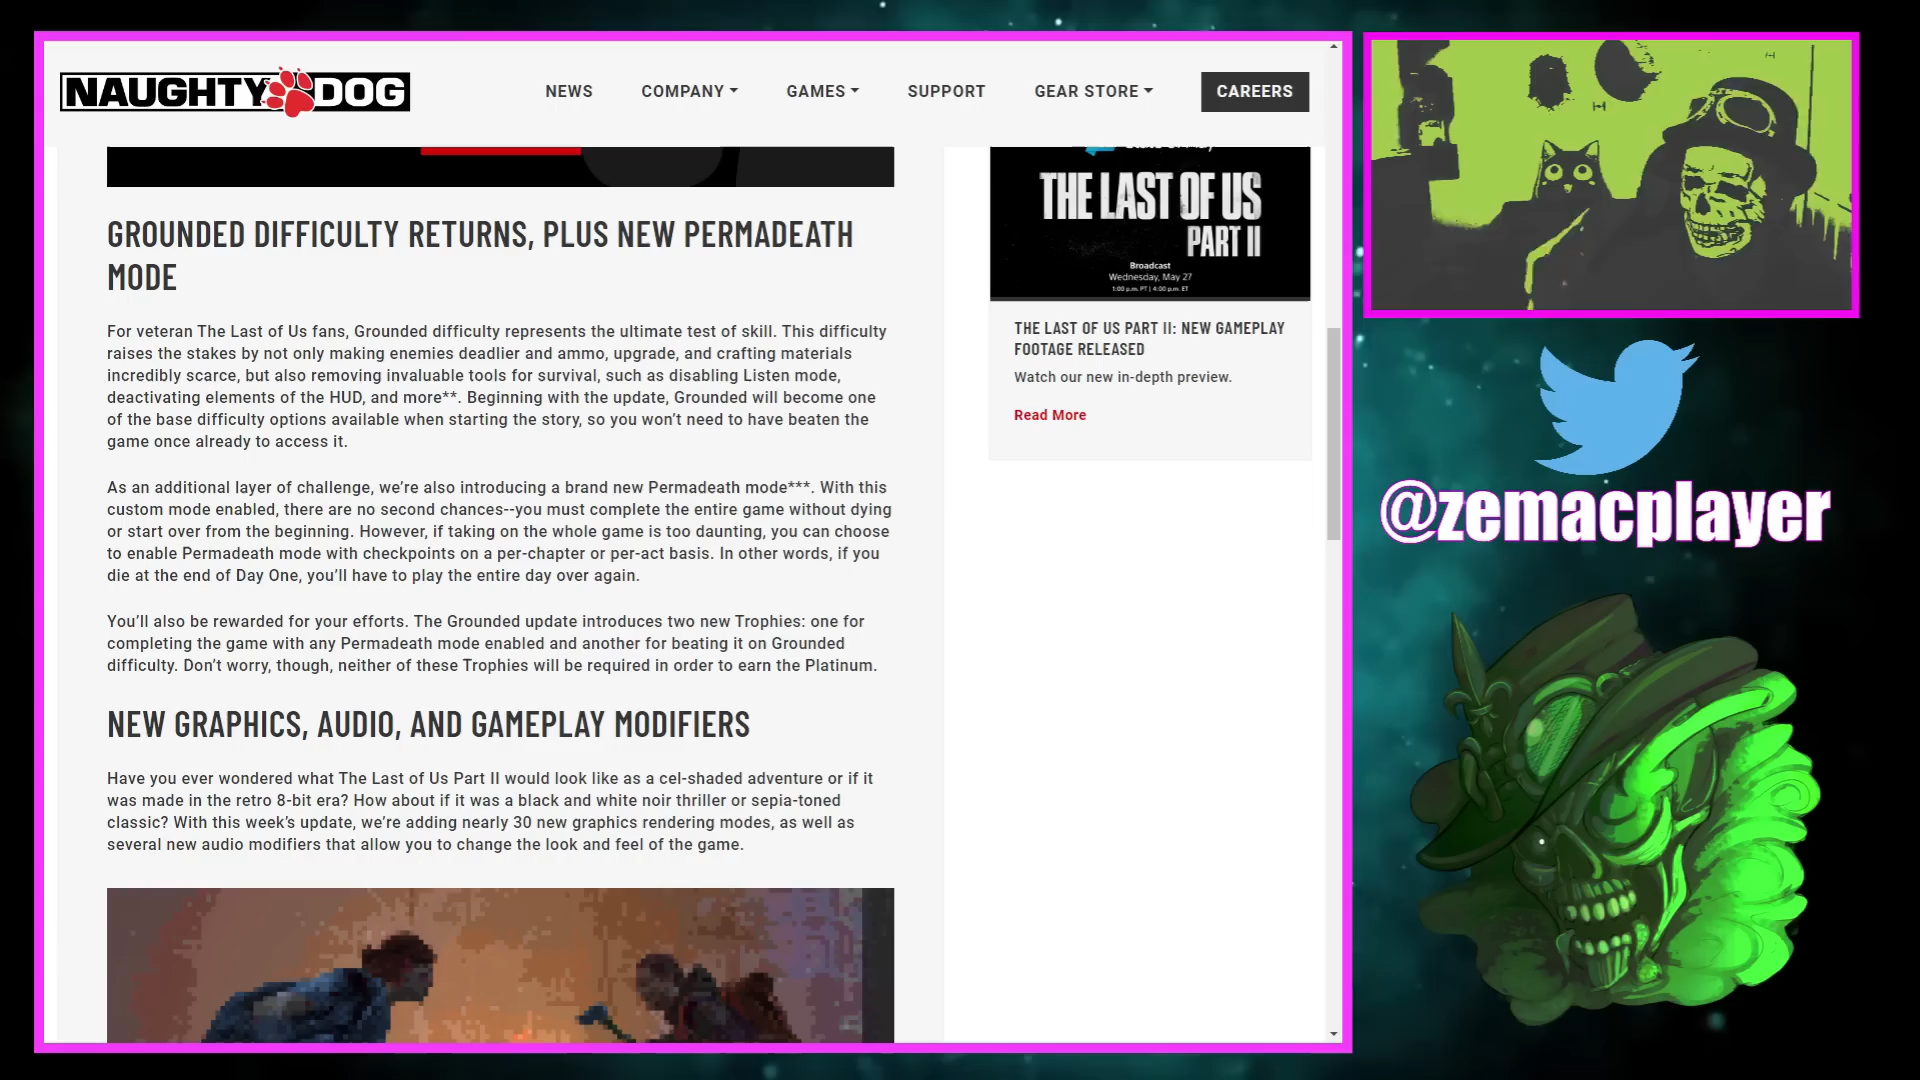 NAUGHTY DOG
NEWS
COMPANY
GAMES
SUPPORT
GEAR STORE
CAREERS
GROUNDED DIFFICULTY RETURNS, PLUS NEW PERMADEATH
MODE
For veteran The Last of Us fans, Grounded difficulty represents the ultimate test of skill. This difficulty
raises the stakes by not only making enemies deadlier and ammo, upgrade, and crafting materials
incredibly scarce, but also removing invaluable tools for survival, such as disabling Listen mode,
deactivating elements of the HUD, and more**. Beginning with the update, Grounded will become one
of the base difficulty options available when starting the story, so you won’t need to have beaten the
game once already to access it.
As an additional layer of challenge, we’re also introducing a brand new Permadeath mode***. With this
custom mode enabled, there are no second chances--you must complete the entire game without dying
or start over from the beginning. However, if taking on the whole game is too daunting, you can choose
to enable Permadeath mode with checkpoints on a per-chapter or per-act basis. In other words, if you
die at the end of Day One, you’ll have to play the entire day over again.
You’ll also be rewarded for your efforts. The Grounded update introduces two new Trophies: one for
completing the game with any Permadeath mode enabled and another for beating it on Grounded
difficulty. Don’t worry, though, neither of these Trophies will be required in order to earn the Platinum.
NEW GRAPHICS, AUDIO, AND GAMEPLAY MODIFIERS
Have you ever wondered what The Last of Us Part II would look like as a cel-shaded adventure or if it
was made in the retro 8-bit era? How about if it was a black and white noir thriller or sepia-toned
classic? With this week’s update, we’re adding nearly 30 new graphics rendering modes, as well as
several new audio modifiers that allow you to change the look and feel of the game.
THE LAST OF US
PART II
Broadcast
Wednesday, May 27
1:00 p.m. PT | 4:00 p.m. ET
THE LAST OF US PART II: NEW GAMEPLAY
FOOTAGE RELEASED
Watch our new in-depth preview.
Read More
@zemacplayer